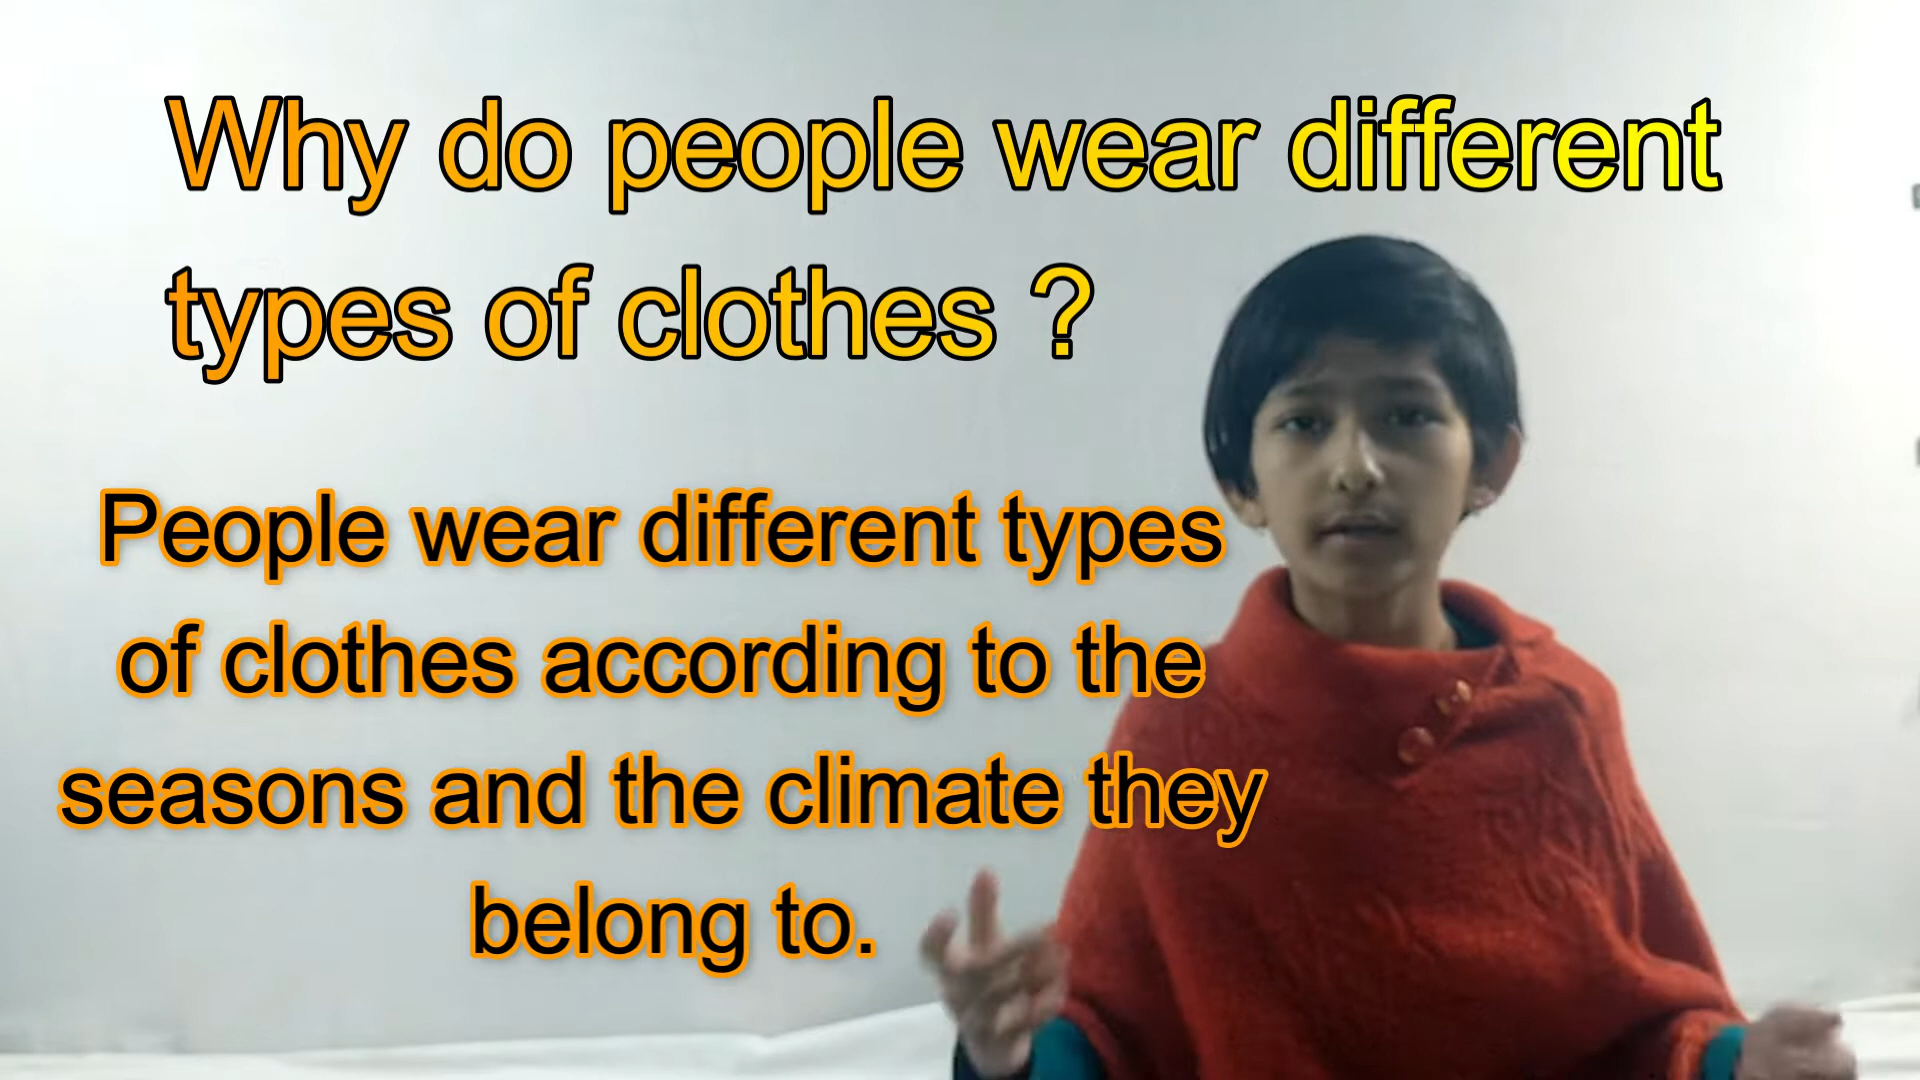 Why do people wear different
types of clothes ?
People wear different types
of clothes according to the
seasons and the climate they
belong to.